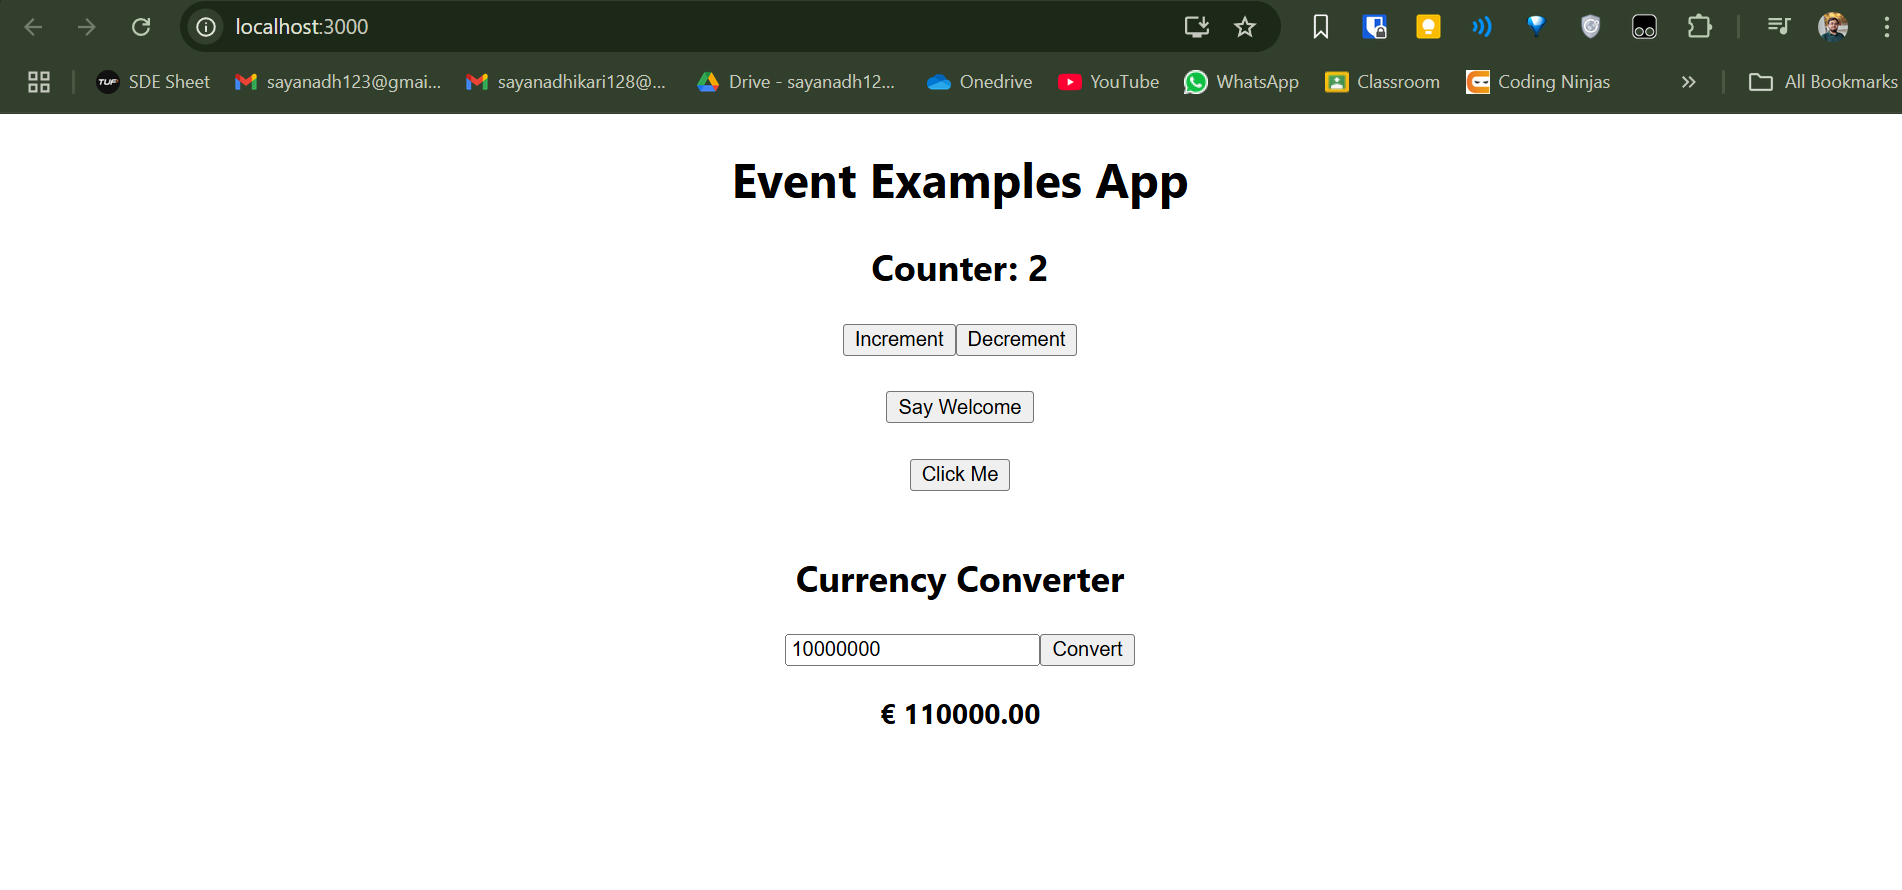 localhost:3000
SDE Sheet sayanadh123@gmai... sayanadhikari128@... Drive - sayanadh12... Onedrive YouTube WhatsApp Classroom Coding Ninjas » All Bookmarks
Event Examples App
Counter: 2
Increment Decrement
Say Welcome
Click Me
Currency Converter
10000000 Convert
€ 110000.00